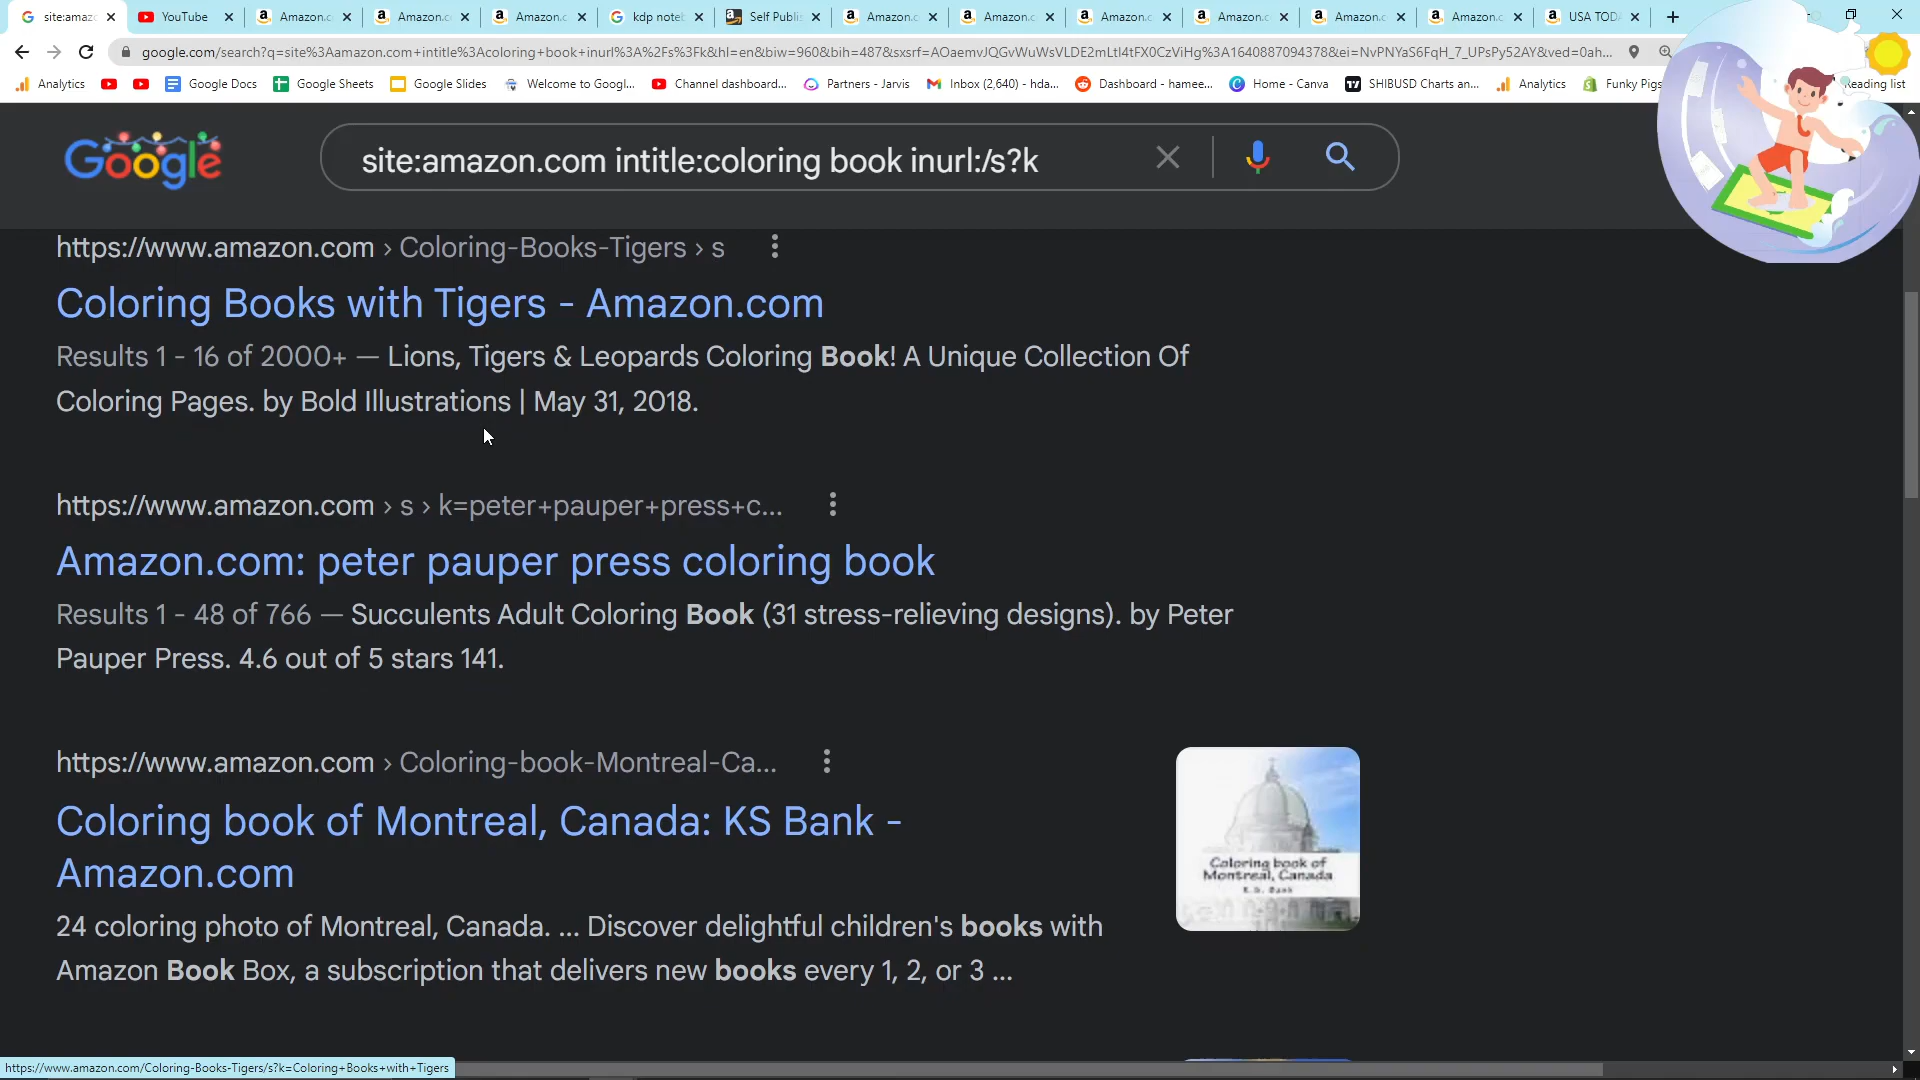 site:amaz
YouTube
Amazon.c
Amazon.c
Amazon.c
kdp note
Self Publi
Amazon.c
Amazon.c
Amazon.c
Amazon.c
Amazon.c
Amazon.c
USA TOD
google.com/search?q=site%3Aamazon.com+intitle%3Acoloring+book+inurl%3A%2Fs%3Fk&hl=en&biw=960&bih=487&sxsrf=AOaemvJQGvWuWsVLDE2mLtl4tFX0CzViHg%3A1640887094378&ei=NvPNYaS6FqH_7_UPsPy52AY&ved=0ah...
Analytics
Google Docs
Google Sheets
Google Slides
Welcome to Googl...
Channel dashboard...
Partners - Jarvis
Inbox (2,640) - hda...
Dashboard - hamee...
Home - Canva
SHIBUSD Charts an...
Analytics
Funky Pigs
Reading list
Google
site:amazon.com intitle:coloring book inurl:/s?k
https://www.amazon.com › Coloring-Books-Tigers › s
Coloring Books with Tigers - Amazon.com
Results 1 - 16 of 2000+ — Lions, Tigers & Leopards Coloring Book! A Unique Collection Of
Coloring Pages. by Bold Illustrations | May 31, 2018.
https://www.amazon.com › s › k=peter+pauper+press+c...
Amazon.com: peter pauper press coloring book
Results 1 - 48 of 766 — Succulents Adult Coloring Book (31 stress-relieving designs). by Peter
Pauper Press. 4.6 out of 5 stars 141.
https://www.amazon.com › Coloring-book-Montreal-Ca...
Coloring book of Montreal, Canada: KS Bank -
Amazon.com
24 coloring photo of Montreal, Canada. ... Discover delightful children's books with
Amazon Book Box, a subscription that delivers new books every 1, 2, or 3 ...
Coloring book of
Montreal, Canada
K.S. Bank
https://www.amazon.com/Coloring-Books-Tigers/s?k=Coloring+Books+with+Tigers